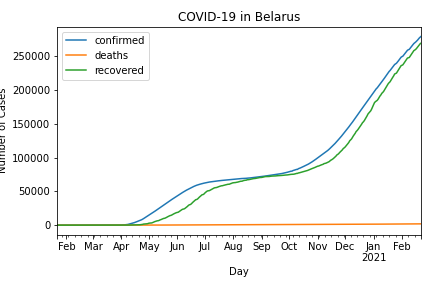 COVID-19 in Belarus
confirmed
deaths
recovered
250000
200000
150000
100000
50000
0
Number of Cases
Feb Mar Apr May Jun Jul Aug Sep Oct Nov Dec Jan Feb
2021
Day